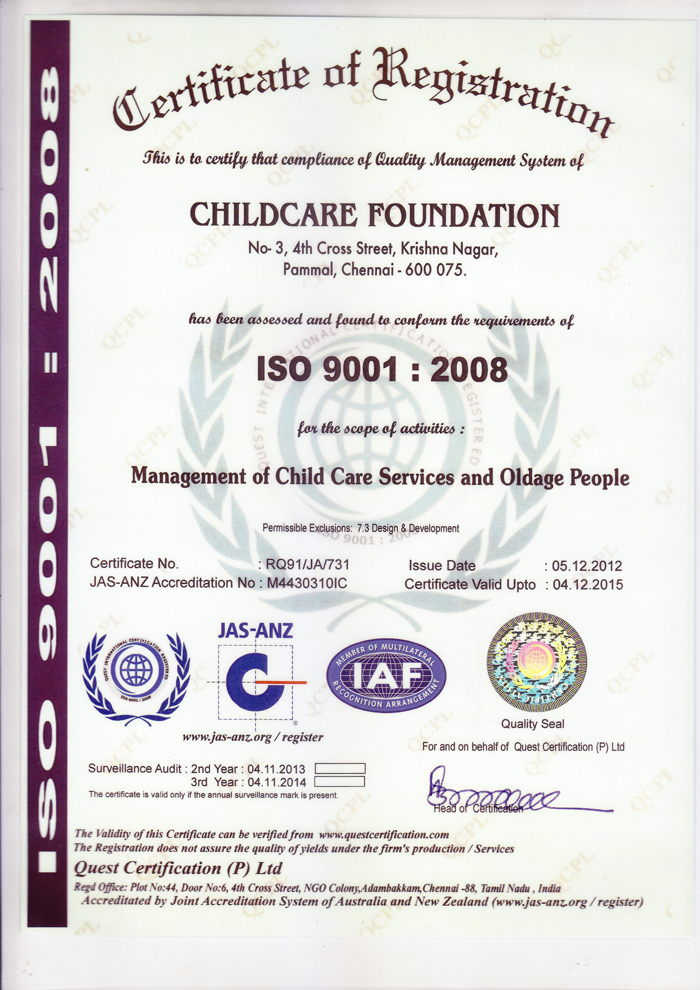 Certificate of Registration
This is to certify that compliance of Quality Management System of
CHILDCARE FOUNDATION
No- 3, 4th Cross Street, Krishna Nagar,
Pammal, Chennai - 600 075.
has been assessed and found to conform the requirements of
ISO 9001 : 2008
for the scope of activities :
Management of Child Care Services and Oldage People
Permissible Exclusions: 7.3 Design & Development
Certificate No. : RQ91/JA/731
Issue Date : 05.12.2012
JAS-ANZ Accreditation No : M4430310IC
Certificate Valid Upto : 04.12.2015
QUEST INTERNATIONAL CERTIFICATION REGISTERED
ISO 9001 : 2008
JAS-ANZ
www.jas-anz.org / register
MEMBER OF MULTILATERAL
IAF
RECOGNITION ARRANGEMENT
Quality Seal
For and on behalf of Quest Certification (P) Ltd
Head of Certification
Surveillance Audit : 2nd Year : 04.11.2013
3rd Year : 04.11.2014
The certificate is valid only if the annual surveillance mark is present.
The Validity of this Certificate can be verified from www.questcertification.com
The Registration does not assure the quality of yields under the firm's production / Services
Quest Certification (P) Ltd
Regd Office: Plot No:44, Door No:6, 4th Cross Street, NGO Colony,Adambakkam,Chennai -88, Tamil Nadu , India
Accreditated by Joint Accreditation System of Australia and New Zealand (www.jas-anz.org / register)
ISO 9001 = 2008
QCPL